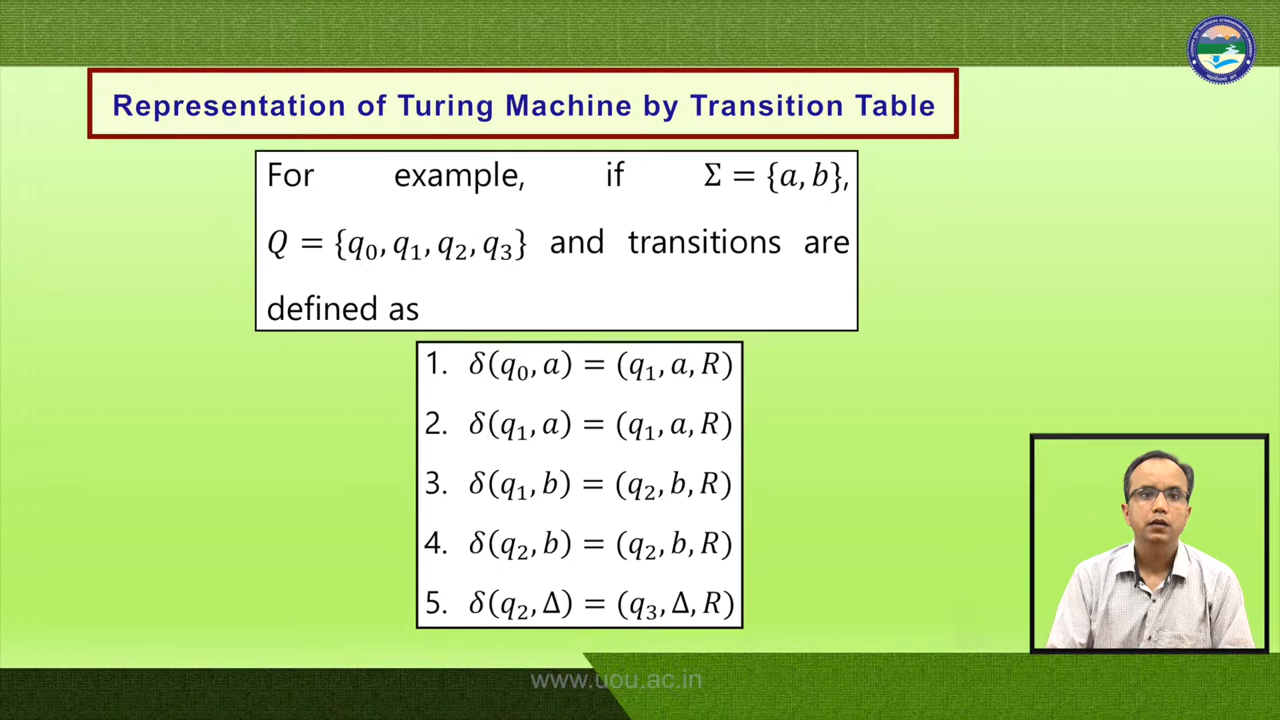 Representation of Turing Machine by Transition Table
For example, if Σ = {a, b},
Q = {q₀, q₁, q₂, q₃} and transitions are
defined as
1. δ(q₀, a) = (q₁, a, R)
2. δ(q₁, a) = (q₁, a, R)
3. δ(q₁, b) = (q₂, b, R)
4. δ(q₂, b) = (q₂, b, R)
5. δ(q₂, Δ) = (q₃, Δ, R)
www.uou.ac.in